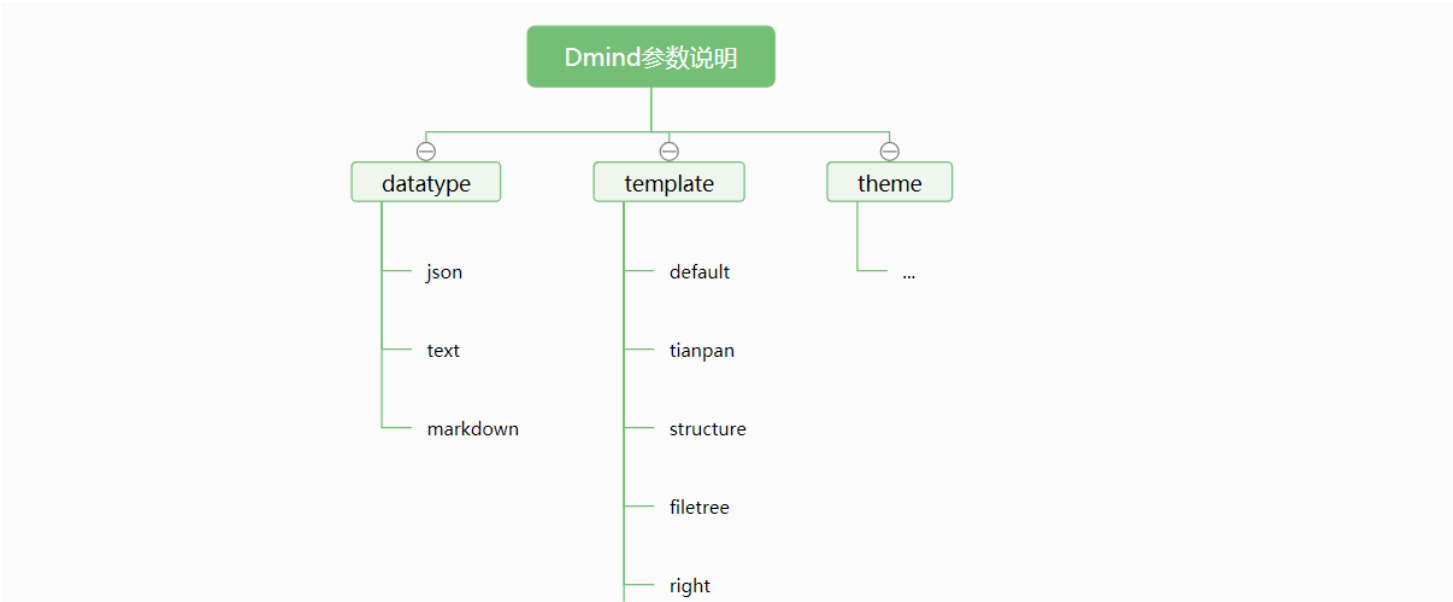 Dmind参数说明
datatype
template
theme
json
default
...
text
tianpan
markdown
structure
filetree
right